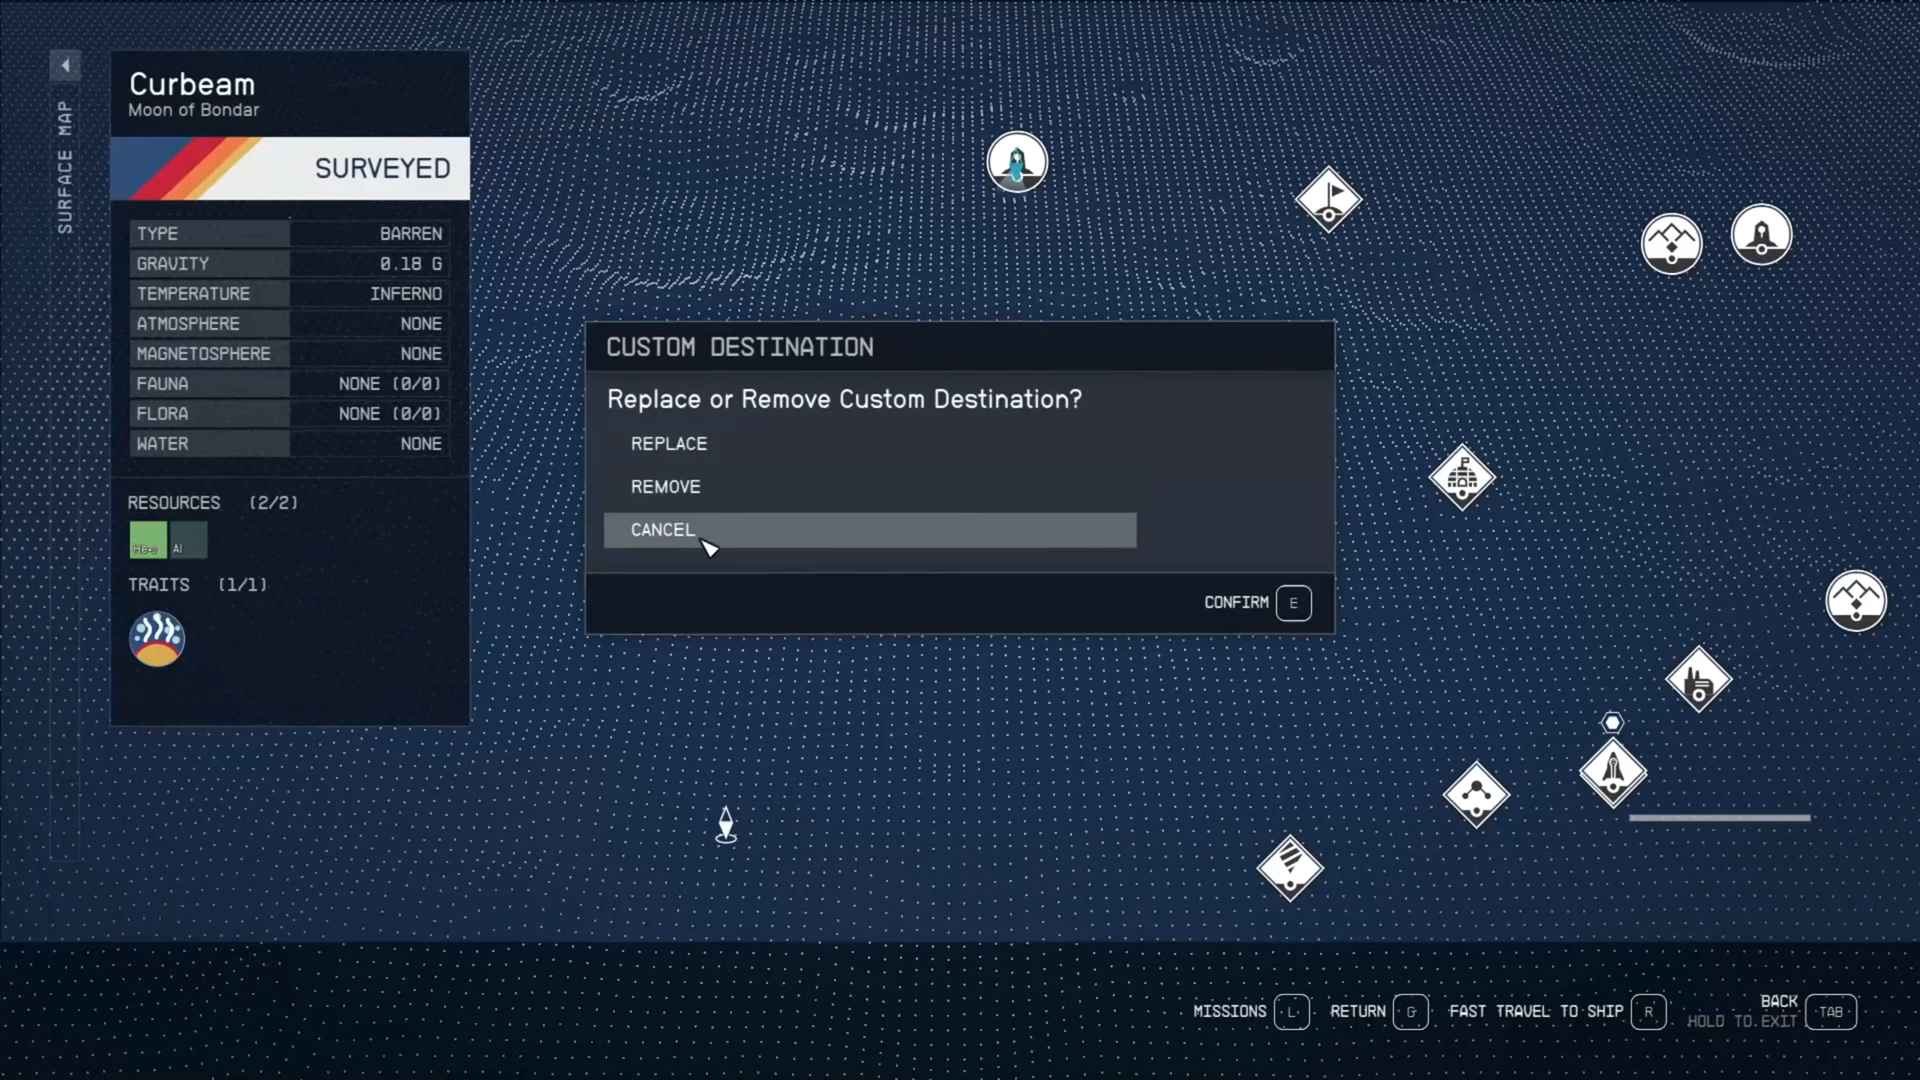 SURFACE MAP
Curbeam
Moon of Bondar
SURVEYED
TYPE BARREN
GRAVITY 0.18 G
TEMPERATURE INFERNO
ATMOSPHERE NONE
MAGNETOSPHERE NONE
FAUNA NONE (0/0)
FLORA NONE (0/0)
WATER NONE
RESOURCES (2/2)
He-3 Al
TRAITS (1/1)
CUSTOM DESTINATION
Replace or Remove Custom Destination?
REPLACE
REMOVE
CANCEL
CONFIRM E
MISSIONS L RETURN G FAST TRAVEL TO SHIP R BACK TAB
HOLD TO EXIT